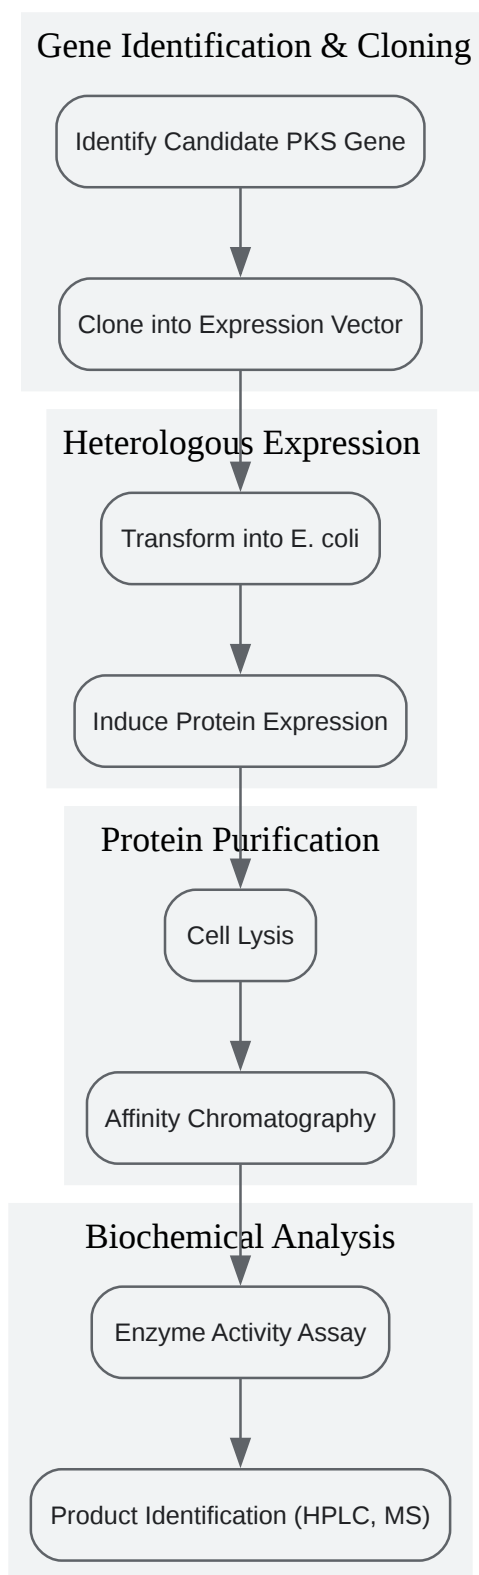 Gene Identification & Cloning
Identify Candidate PKS Gene
Clone into Expression Vector
Heterologous Expression
Transform into E. coli
Induce Protein Expression
Protein Purification
Cell Lysis
Affinity Chromatography
Biochemical Analysis
Enzyme Activity Assay
Product Identification (HPLC, MS)